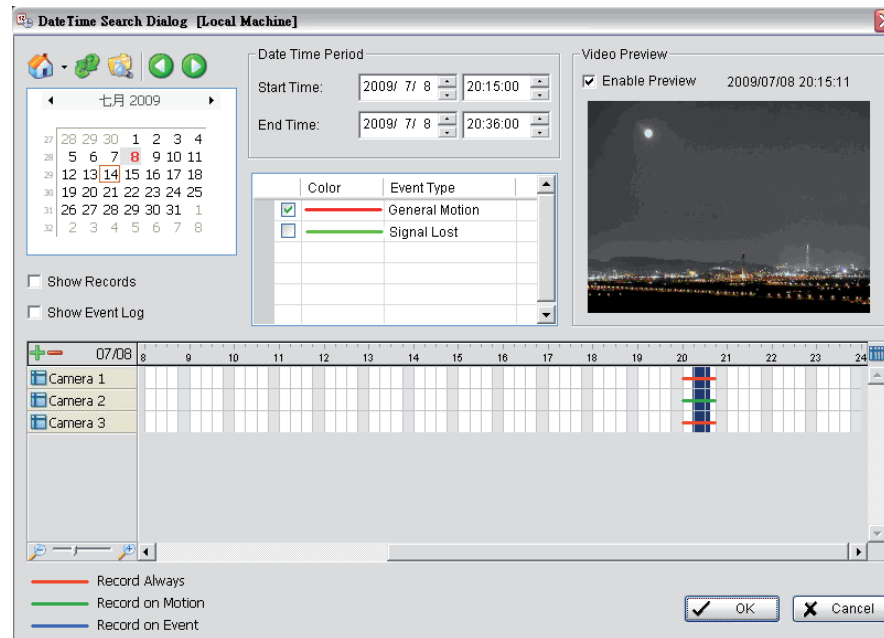 DateTime Search Dialog [Local Machine]
七月 2009
27 28 29 30 1 2 3 4
28 5 6 7 8 9 10 11
29 12 13 14 15 16 17 18
30 19 20 21 22 23 24 25
31 26 27 28 29 30 31 1
32 2 3 4 5 6 7 8
Show Records
Show Event Log
Date Time Period
Start Time: 2009/ 7/ 8 20:15:00
End Time: 2009/ 7/ 8 20:36:00
Color Event Type
General Motion
Signal Lost
Video Preview
Enable Preview 2009/07/08 20:15:11
07/08 8 9 10 11 12 13 14 15 16 17 18 19 20 21 22 23 24
Camera 1
Camera 2
Camera 3
Record Always
Record on Motion
Record on Event
OK
Cancel